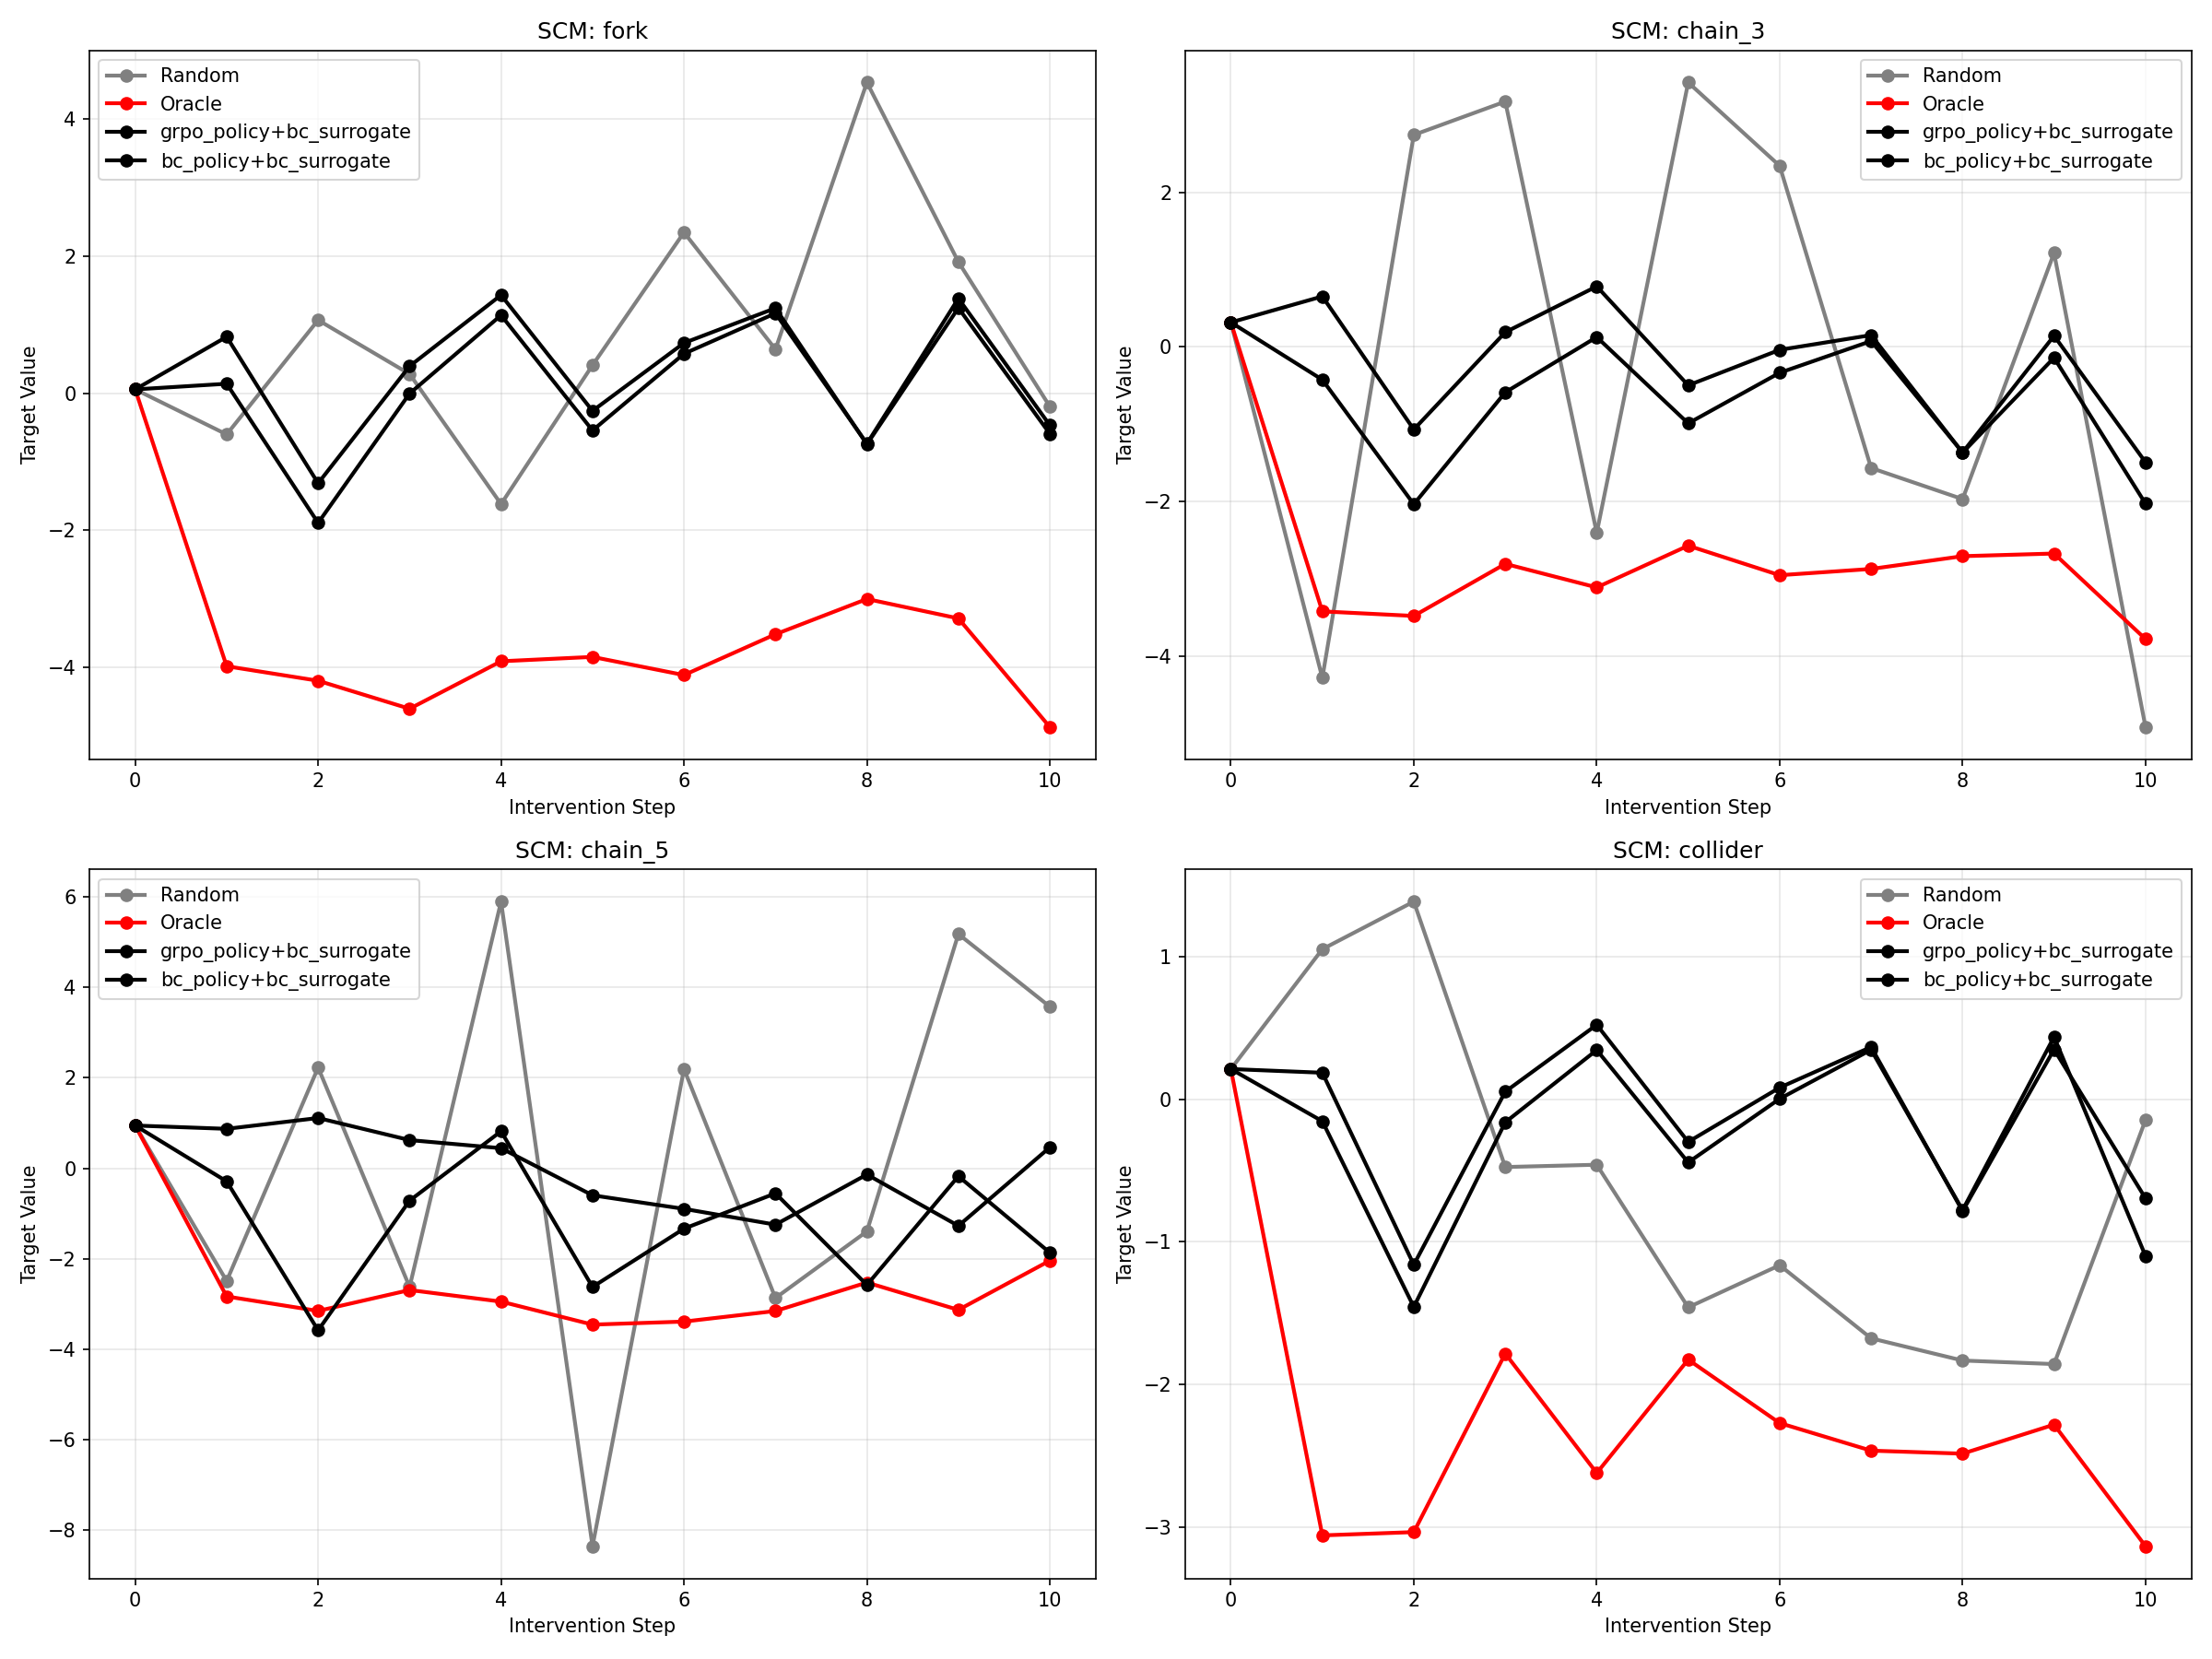 SCM: fork
Random
Oracle
grpo_policy+bc_surrogate
bc_policy+bc_surrogate
4
2
0
−2
−4
Target Value
0 2 4 6 8 10
Intervention Step
SCM: chain_3
Random
Oracle
grpo_policy+bc_surrogate
bc_policy+bc_surrogate
2
0
−2
−4
Target Value
0 2 4 6 8 10
Intervention Step
SCM: chain_5
Random
Oracle
grpo_policy+bc_surrogate
bc_policy+bc_surrogate
6
4
2
0
−2
−4
−6
−8
Target Value
0 2 4 6 8 10
Intervention Step
SCM: collider
Random
Oracle
grpo_policy+bc_surrogate
bc_policy+bc_surrogate
1
0
−1
−2
−3
Target Value
0 2 4 6 8 10
Intervention Step